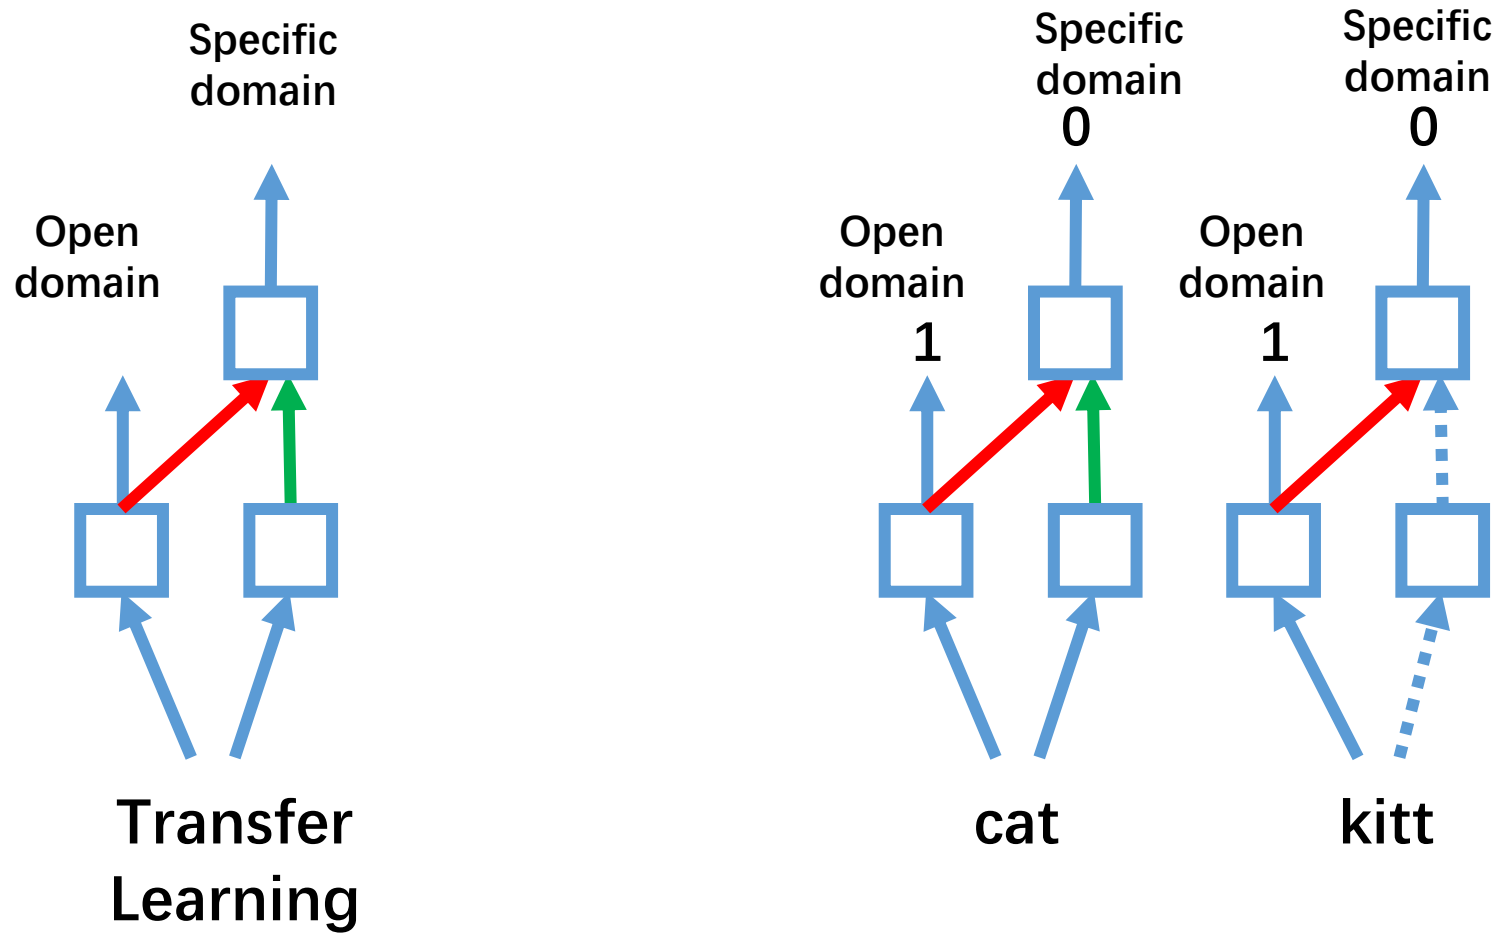 Specific
domain
Open
domain
Transfer
Learning
Specific
domain
0
Open
domain
1
cat
Specific
domain
0
Open
domain
1
kitt